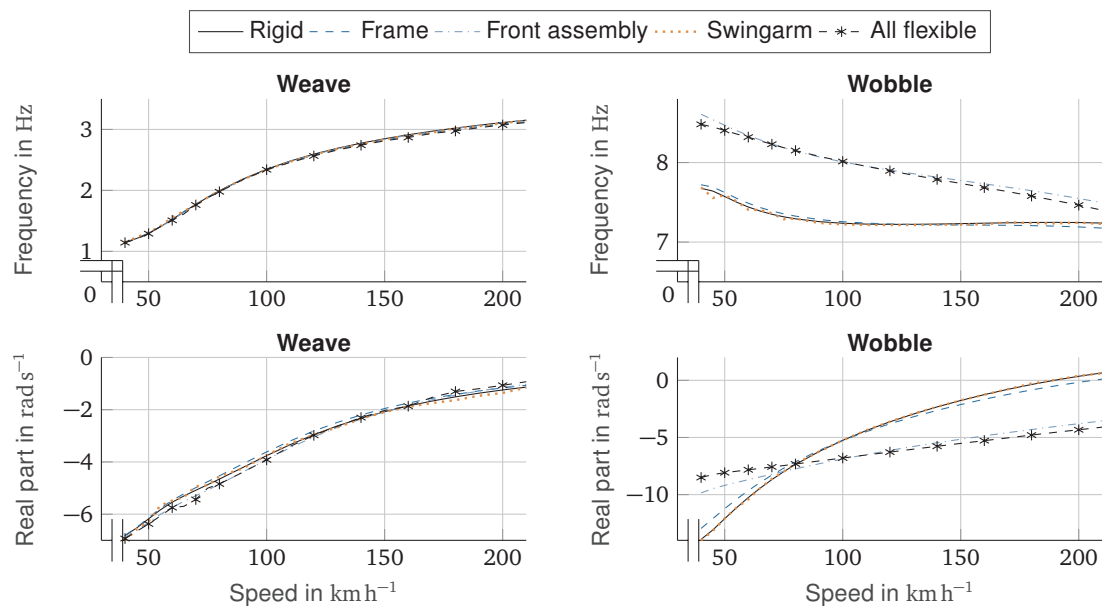 Rigid Frame Front assembly Swingarm All flexible
Weave
Wobble
Frequency in Hz
3
2
1
0
50 100 150 200
Frequency in Hz
8
7
0
50 100 150 200
Weave
Wobble
Real part in rad s⁻¹
0
−2
−4
−6
50 100 150 200
Speed in km h⁻¹
Real part in rad s⁻¹
0
−5
−10
50 100 150 200
Speed in km h⁻¹